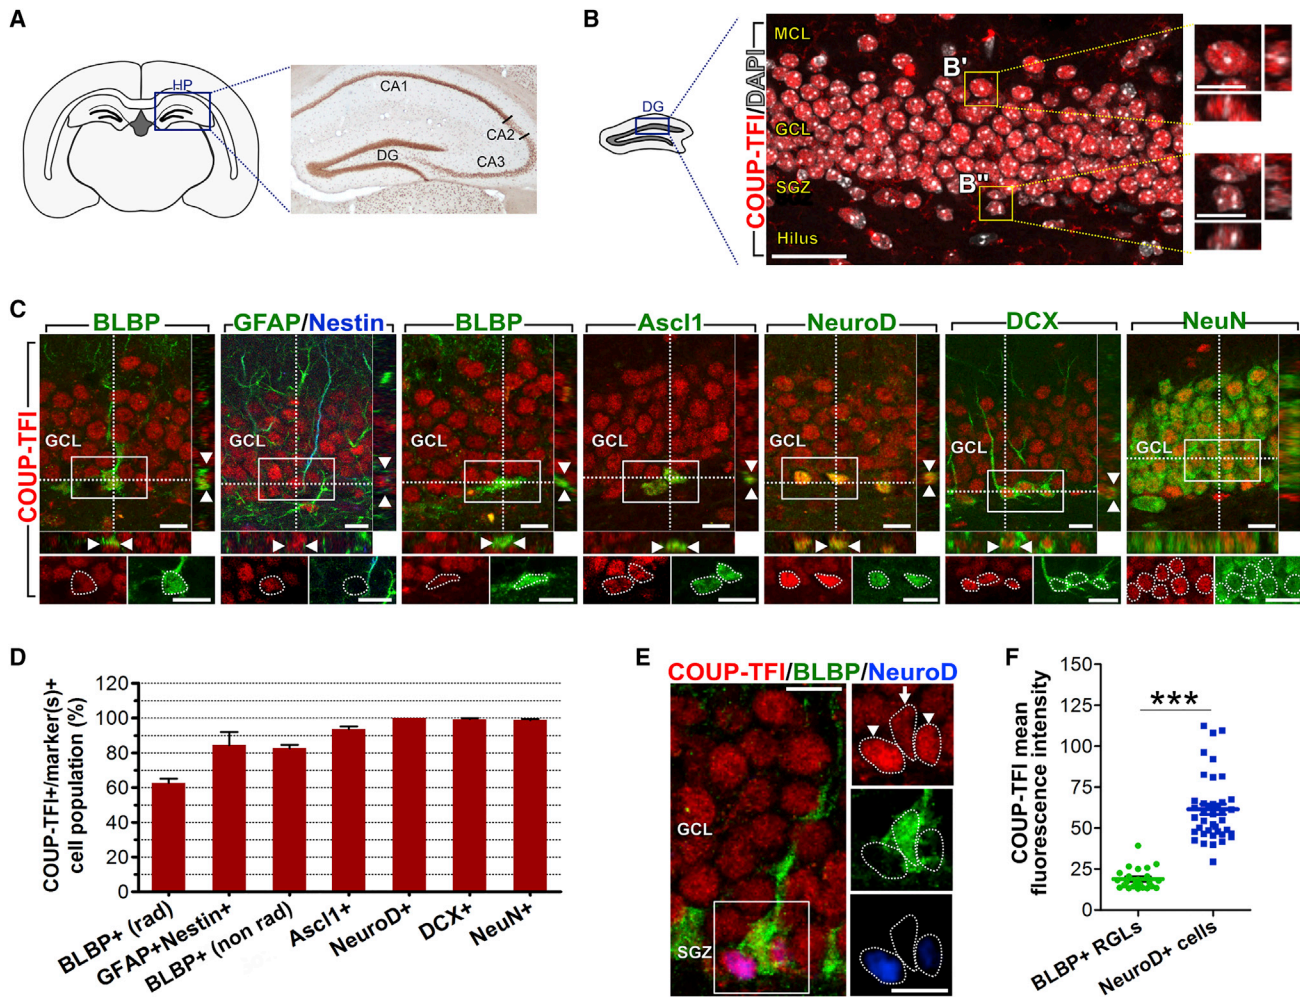 A
HP
CA1
CA2
DG
CA3
B
DG
COUP-TFI/DAPI
MCL
GCL
SGZ
Hilus
B'
B"
C
COUP-TFI
BLBP
GFAP/Nestin
BLBP
Ascl1
NeuroD
DCX
NeuN
GCL
GCL
GCL
GCL
GCL
GCL
GCL
D
COUP-TFI+/marker(s)+
cell population (%)
120
100
80
60
40
20
0
BLBP+ (rad)
GFAP+Nestin+
BLBP+ (non rad)
Ascl1+
NeuroD+
DCX+
NeuN+
E
COUP-TFI/BLBP/NeuroD
GCL
SGZ
F
COUP-TFI mean
fluorescence intensity
150
125
100
75
50
25
0
***
BLBP+ RGLs
NeuroD+ cells